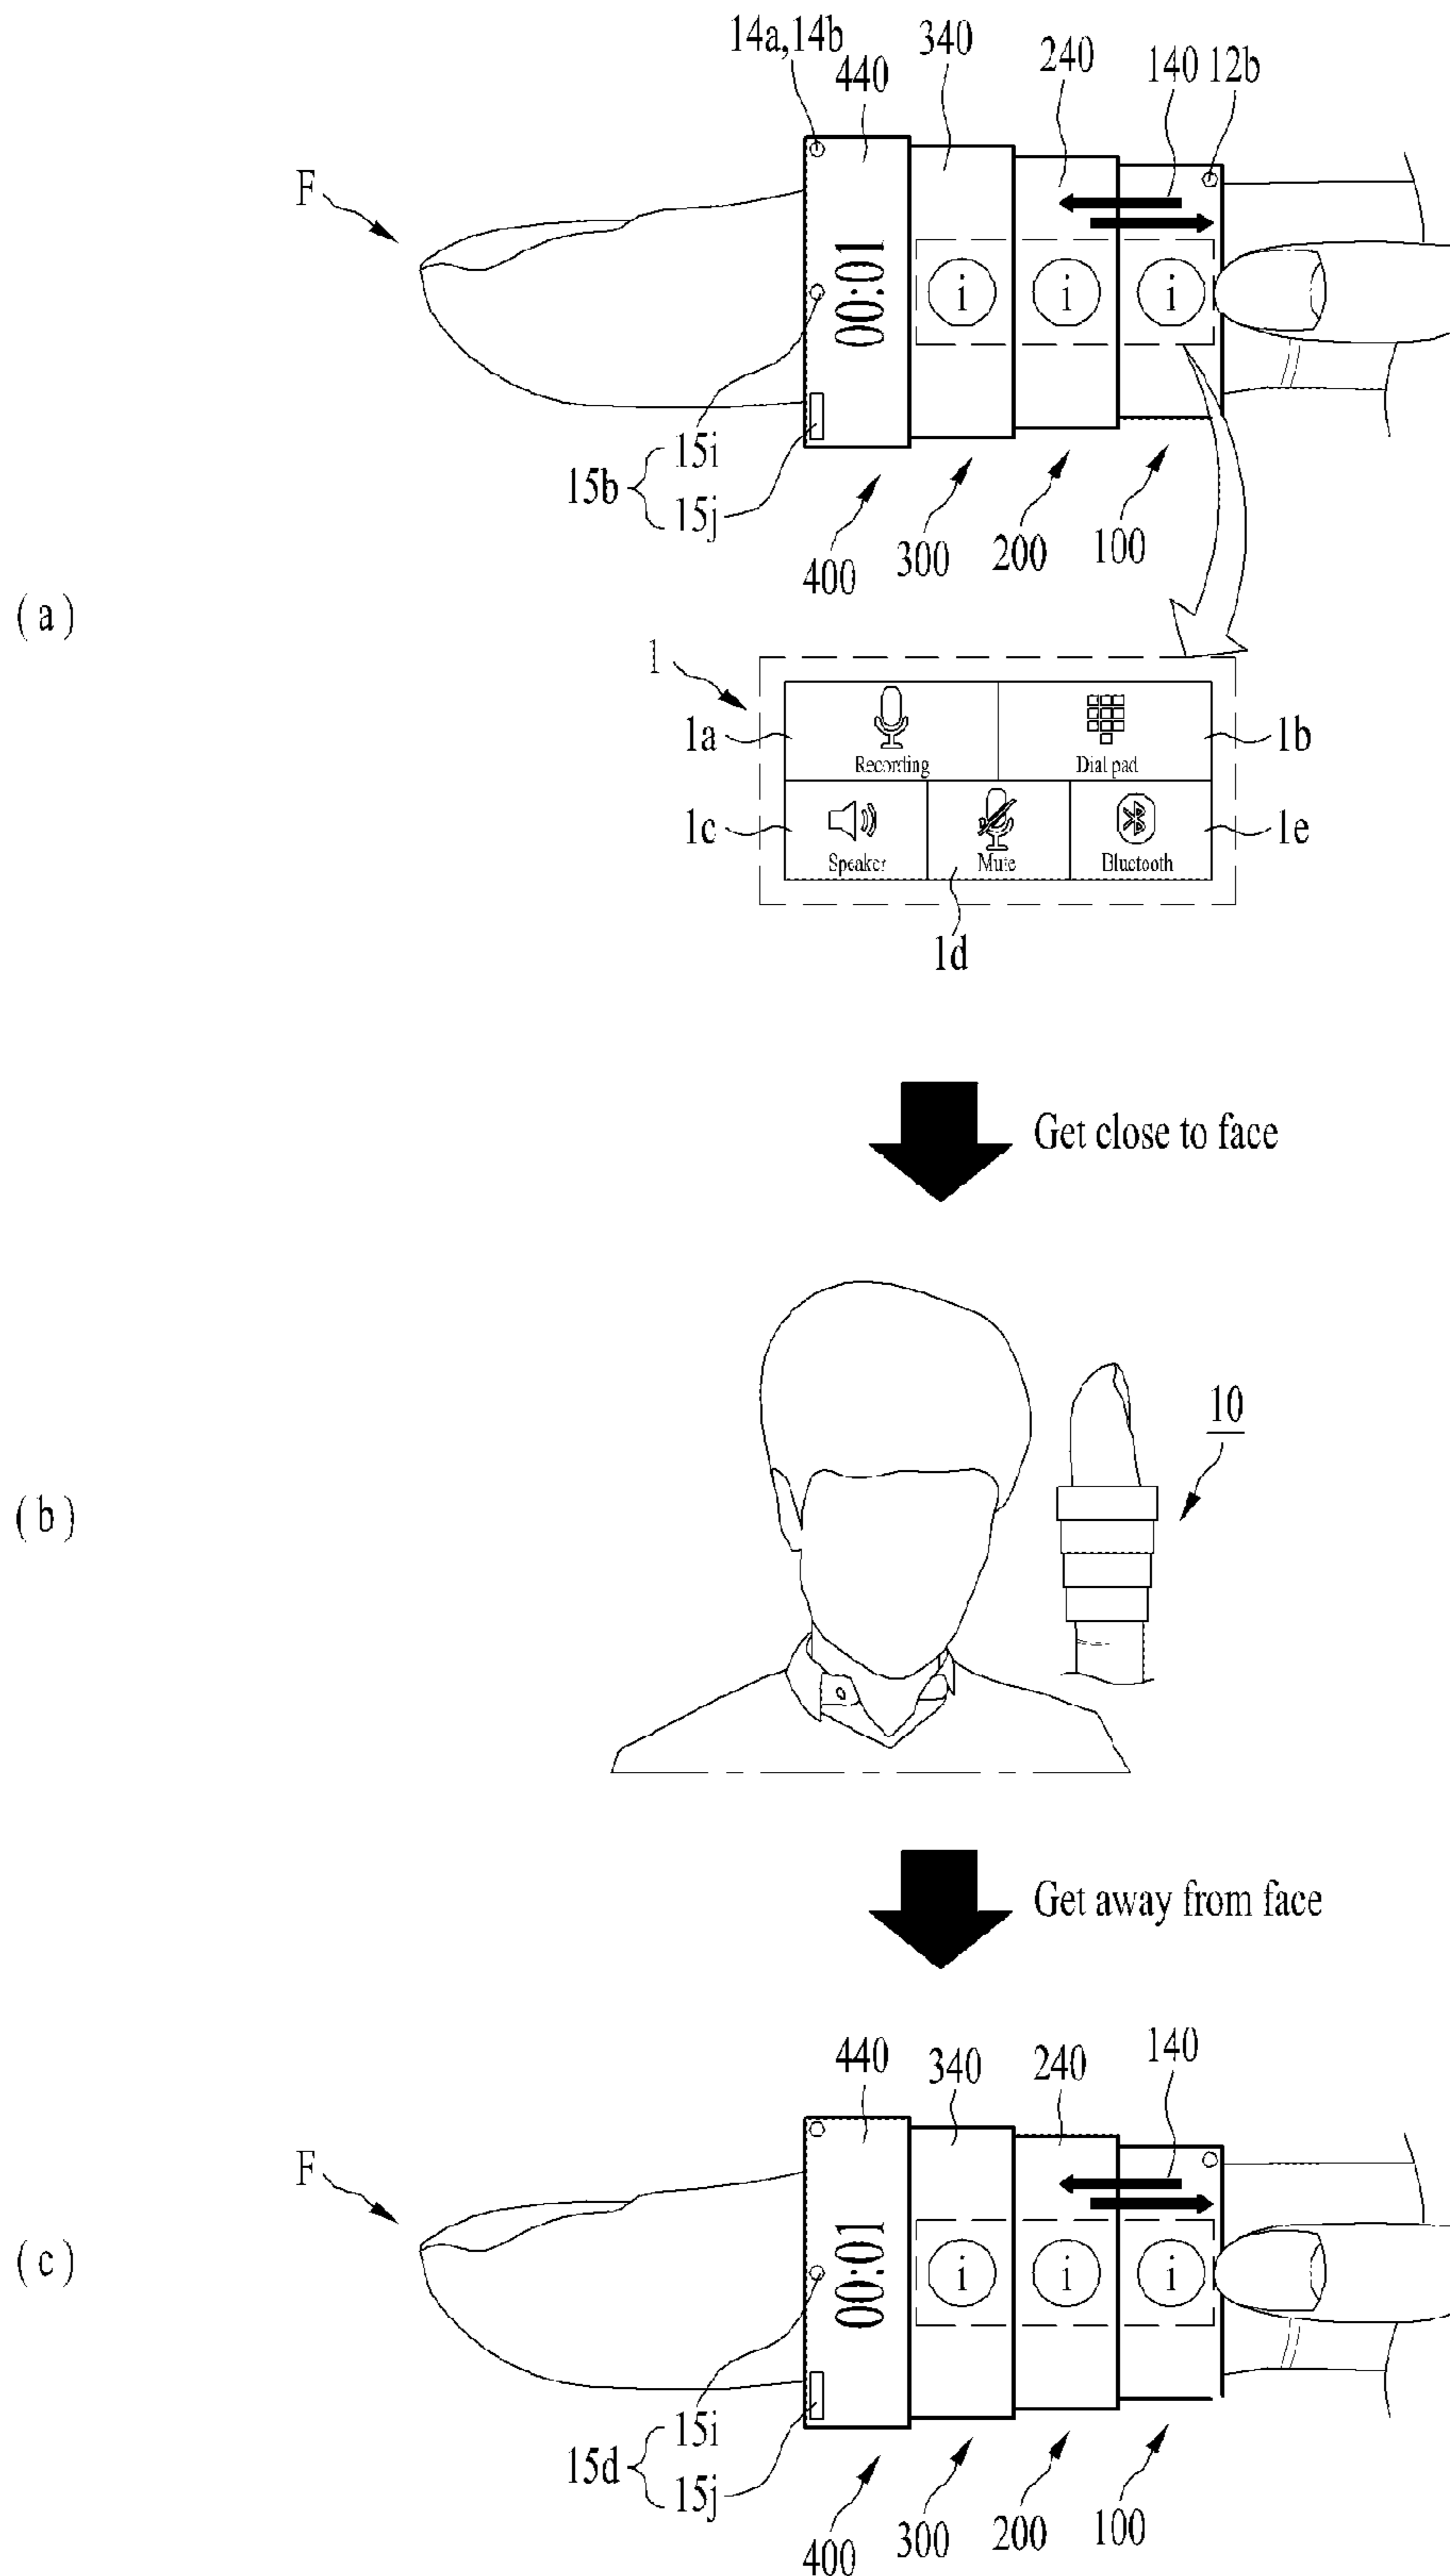 14a,14b
440
340
240
140
12b
F
00:01
i
i
i
15b
15i
15j
400
300
200
100
(a)
1
1a
Recording
Dial pad
1b
1c
Speaker
Mute
Bluetooth
1e
1d
Get close to face
10
(b)
Get away from face
440
340
240
140
F
00:01
i
i
i
(c)
15d
15i
15j
400
300
200
100